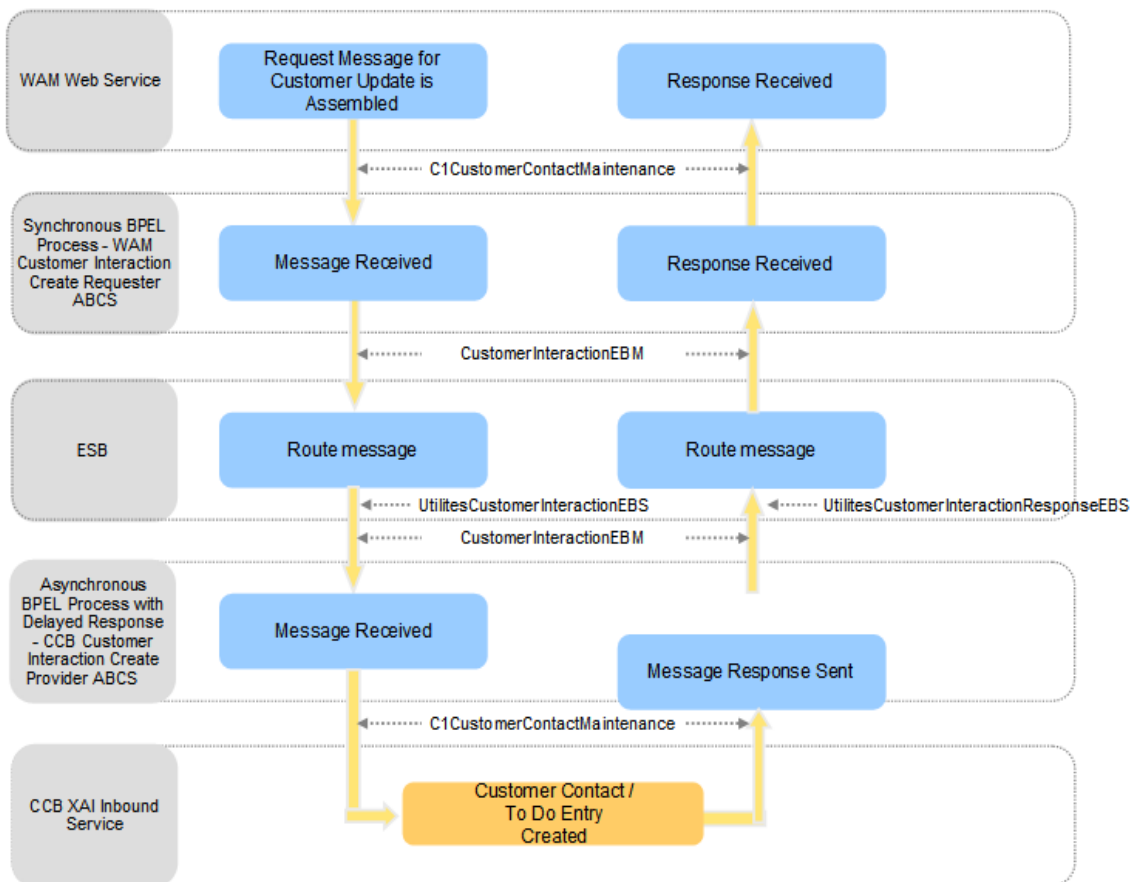 WAM Web Service
Request Message for
Customer Update is
Assembled
Response Received
C1CustomerContactMaintenance
Synchronous BPEL
Process - WAM
Customer Interaction
Create Requester
ABCS
Message Received
Response Received
CustomerInteractionEBM
ESB
Route message
Route message
UtilitesCustomerInteractionEBS
UtilitesCustomerInteractionResponseEBS
CustomerInteractionEBM
Asynchronous
BPEL Process with
Delayed Response
- CCB Customer
Interaction Create
Provider ABCS
Message Received
Message Response Sent
C1CustomerContactMaintenance
CCB XAI Inbound
Service
Customer Contact /
To Do Entry
Created